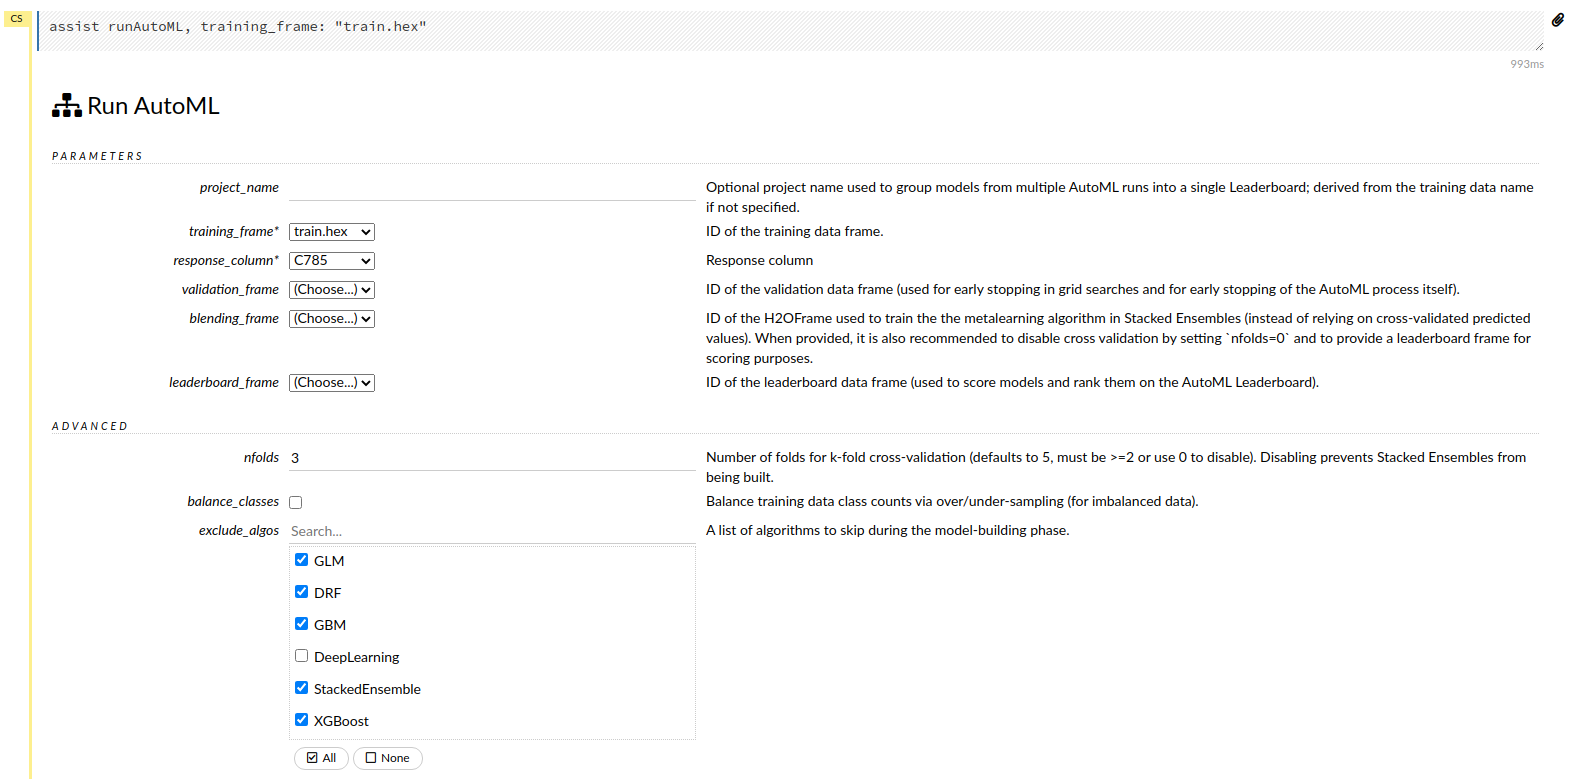 CS
assist runAutoML, training_frame: "train.hex"
993ms
Run AutoML
PARAMETERS
project_name
Optional project name used to group models from multiple AutoML runs into a single Leaderboard; derived from the training data name
if not specified.
training_frame* train.hex ID of the training data frame.
response_column* C785 Response column
validation_frame (Choose...) ID of the validation data frame (used for early stopping in grid searches and for early stopping of the AutoML process itself).
blending_frame (Choose...) ID of the H2OFrame used to train the the metalearning algorithm in Stacked Ensembles (instead of relying on cross-validated predicted
values). When provided, it is also recommended to disable cross validation by setting `nfolds=0` and to provide a leaderboard frame for
scoring purposes.
leaderboard_frame (Choose...) ID of the leaderboard data frame (used to score models and rank them on the AutoML Leaderboard).
ADVANCED
nfolds 3 Number of folds for k-fold cross-validation (defaults to 5, must be >=2 or use 0 to disable). Disabling prevents Stacked Ensembles from
being built.
balance_classes Balance training data class counts via over/under-sampling (for imbalanced data).
exclude_algos Search... A list of algorithms to skip during the model-building phase.
GLM
DRF
GBM
DeepLearning
StackedEnsemble
XGBoost
All None